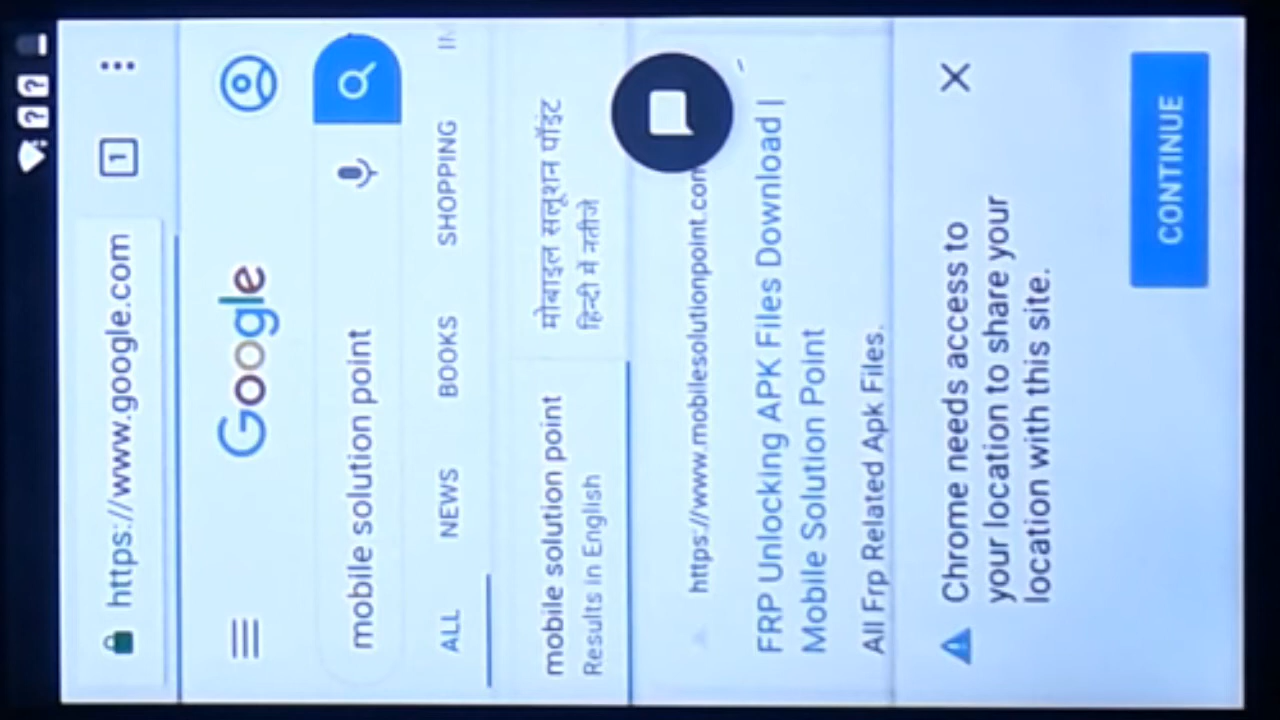 1
https://www.google.com
Google
mobile solution point
ALL NEWS BOOKS SHOPPING
mobile solution point
Results in English
मोबाइल सलूशन पॉइंट
हिन्दी में नतीजे
https://www.mobilesolutionpoint.com
FRP Unlocking APK Files Download |
Mobile Solution Point
All Frp Related Apk Files.
Chrome needs access to
your location to share your
location with this site.
CONTINUE